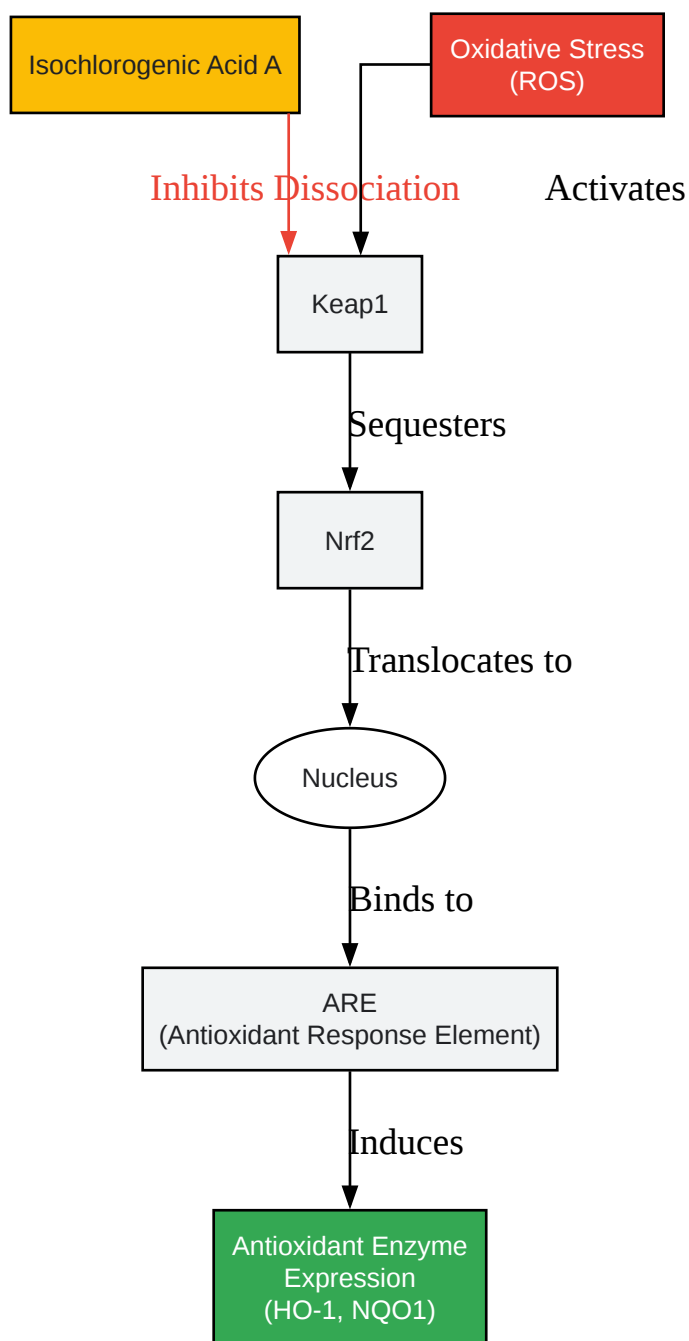 Isochlorogenic Acid A
Oxidative Stress
(ROS)
Inhibits Dissociation
Activates
Keap1
Sequesters
Nrf2
Translocates to
Nucleus
Binds to
ARE
(Antioxidant Response Element)
Induces
Antioxidant Enzyme
Expression
(HO-1, NQO1)